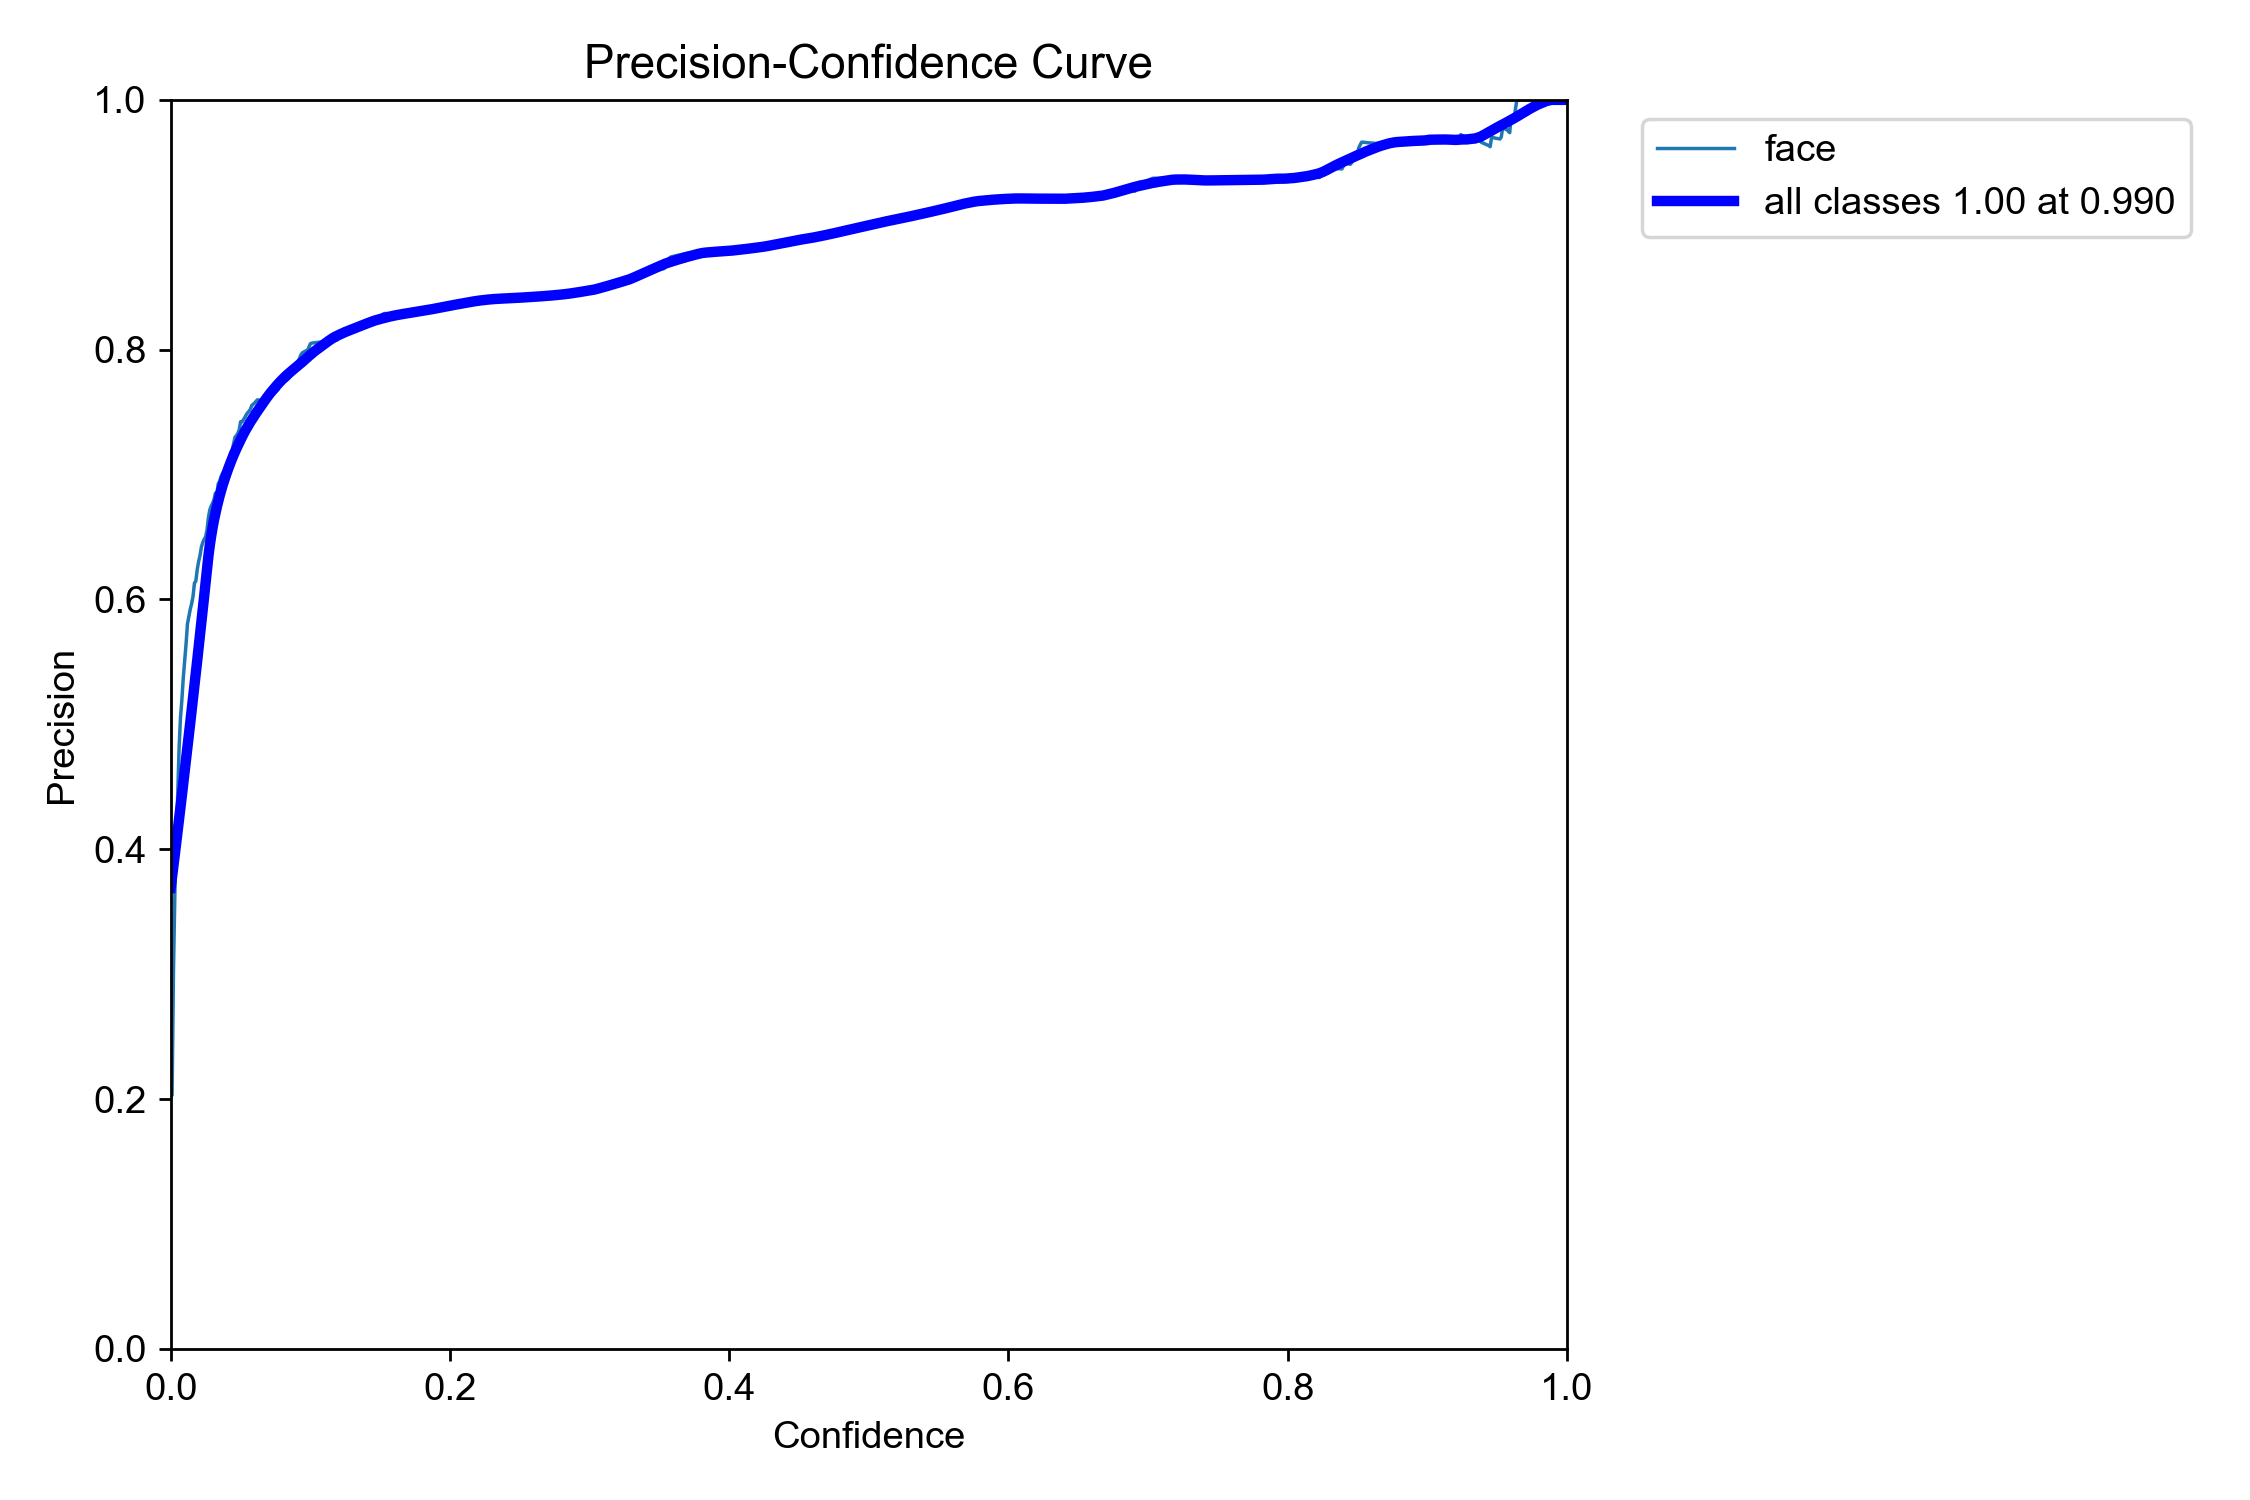 Precision-Confidence Curve
1.0
0.8
0.6
0.4
0.2
0.0
Precision
0.0 0.2 0.4 0.6 0.8 1.0
Confidence
face
all classes 1.00 at 0.990